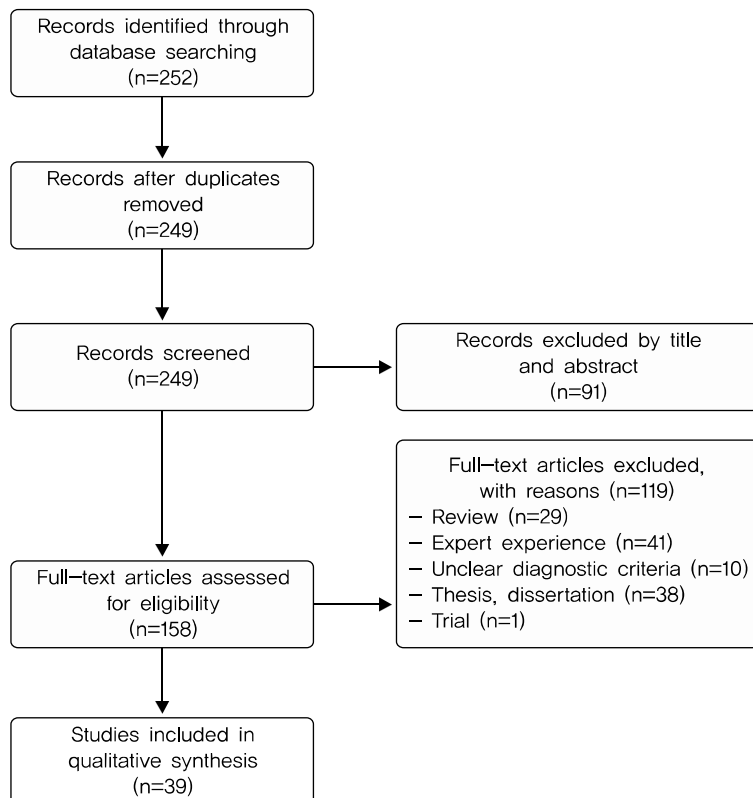 Records identified through
database searching
(n=252)
Records after duplicates
removed
(n=249)
Records screened
(n=249)
Records excluded by title
and abstract
(n=91)
Full-text articles excluded,
with reasons (n=119)
– Review (n=29)
– Expert experience (n=41)
– Unclear diagnostic criteria (n=10)
– Thesis, dissertation (n=38)
– Trial (n=1)
Full-text articles assessed
for eligibility
(n=158)
Studies included in
qualitative synthesis
(n=39)